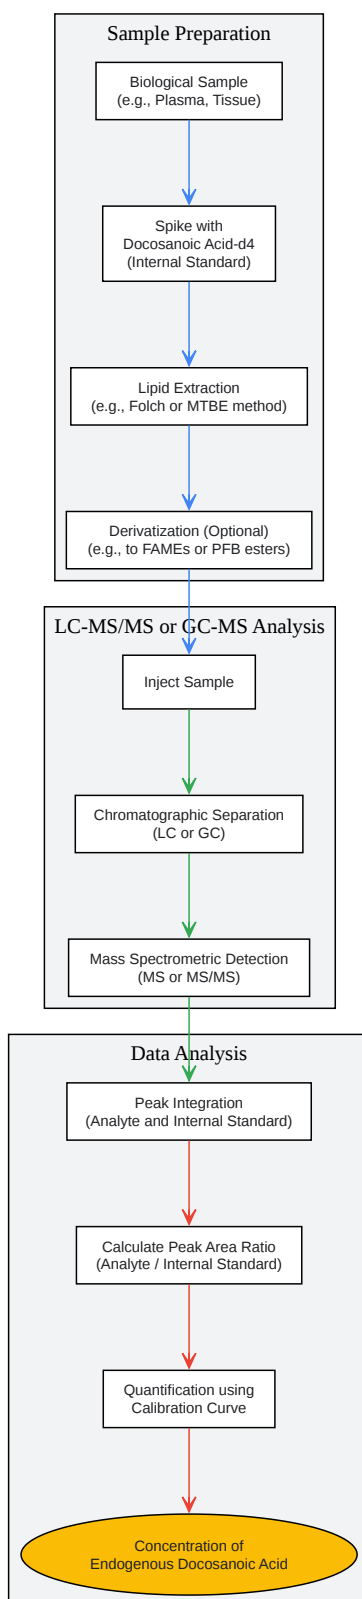 Sample Preparation
Biological Sample
(e.g., Plasma, Tissue)
Spike with
Docosanoic Acid-d4
(Internal Standard)
Lipid Extraction
(e.g., Folch or MTBE method)
Derivatization (Optional)
(e.g., to FAMEs or PFB esters)
LC-MS/MS or GC-MS Analysis
Inject Sample
Chromatographic Separation
(LC or GC)
Mass Spectrometric Detection
(MS or MS/MS)
Data Analysis
Peak Integration
(Analyte and Internal Standard)
Calculate Peak Area Ratio
(Analyte / Internal Standard)
Quantification using
Calibration Curve
Concentration of
Endogenous Docosanoic Acid